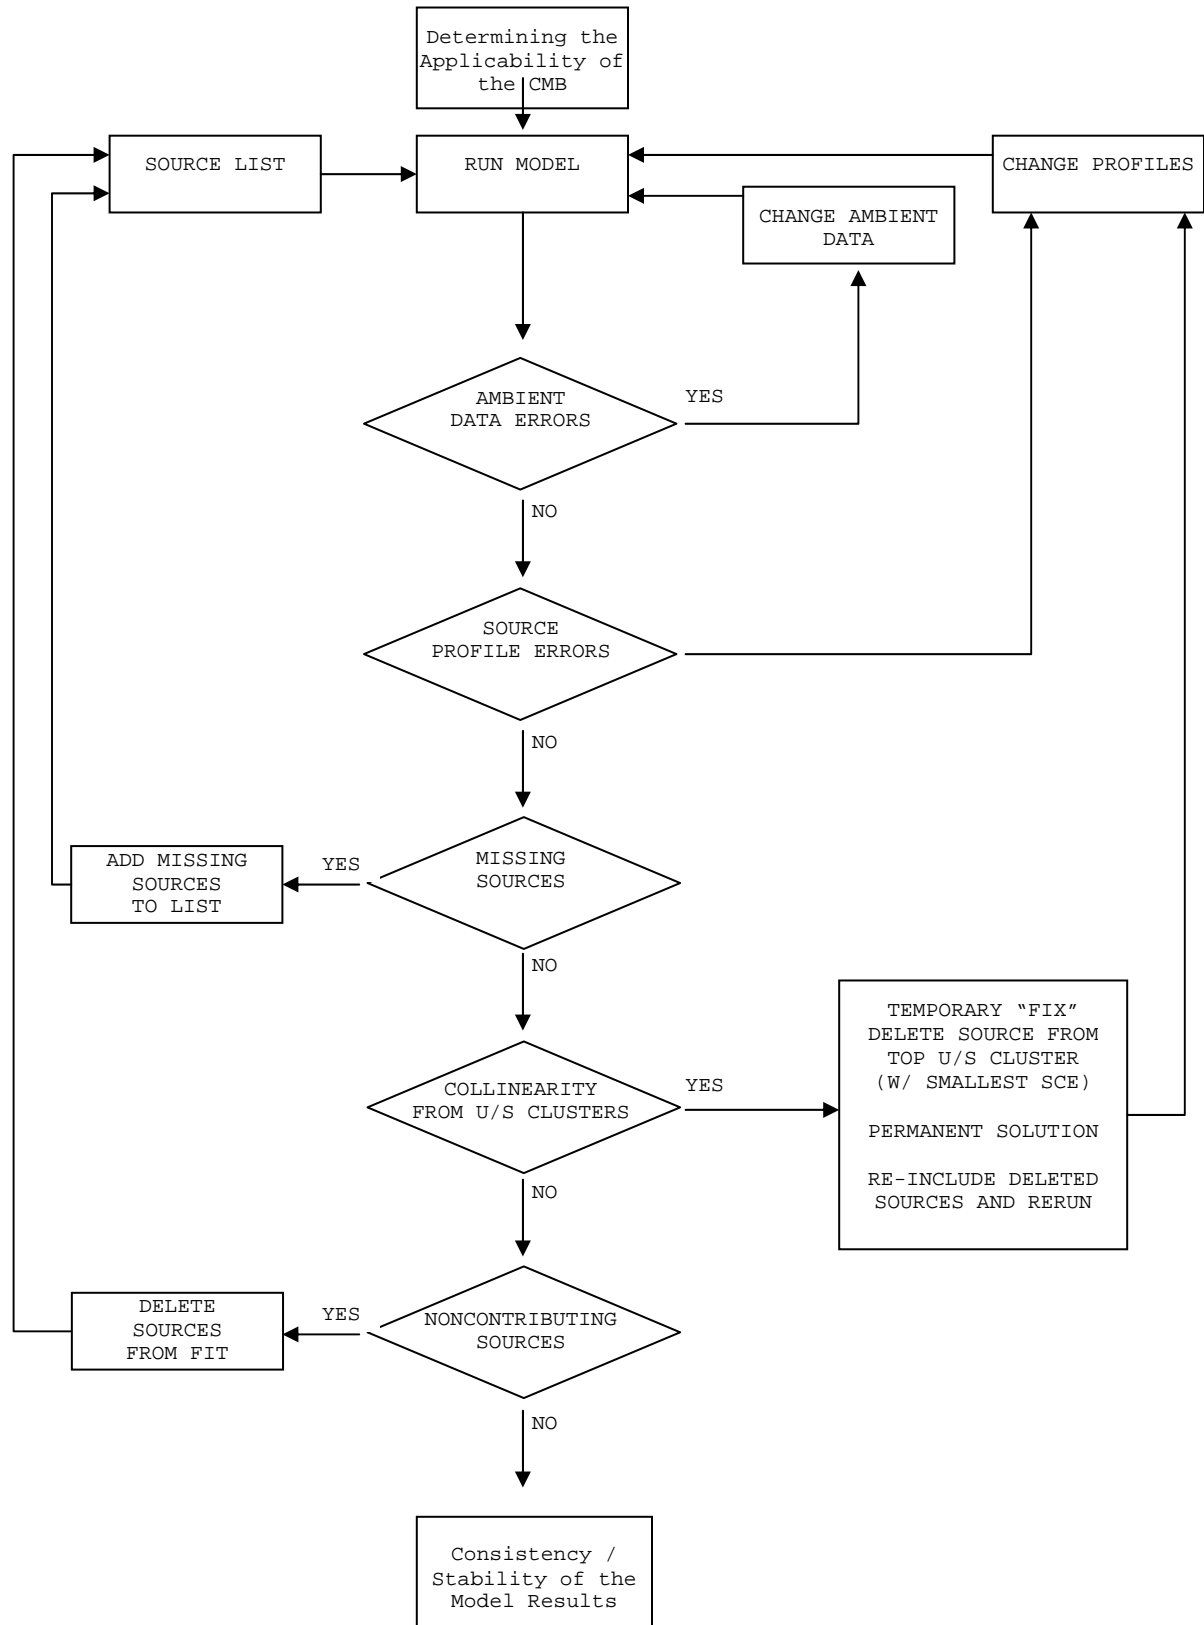 Determining the
Applicability of
the CMB
SOURCE LIST
RUN MODEL
CHANGE PROFILES
CHANGE AMBIENT
DATA
AMBIENT
DATA ERRORS
YES
NO
SOURCE
PROFILE ERRORS
NO
ADD MISSING
SOURCES
TO LIST
YES
MISSING
SOURCES
NO
COLLINEARITY
FROM U/S CLUSTERS
YES
TEMPORARY “FIX”
DELETE SOURCE FROM
TOP U/S CLUSTER
(W/ SMALLEST SCE)
PERMANENT SOLUTION
RE-INCLUDE DELETED
SOURCES AND RERUN
NO
DELETE
SOURCES
FROM FIT
YES
NONCONTRIBUTING
SOURCES
NO
Consistency /
Stability of the
Model Results